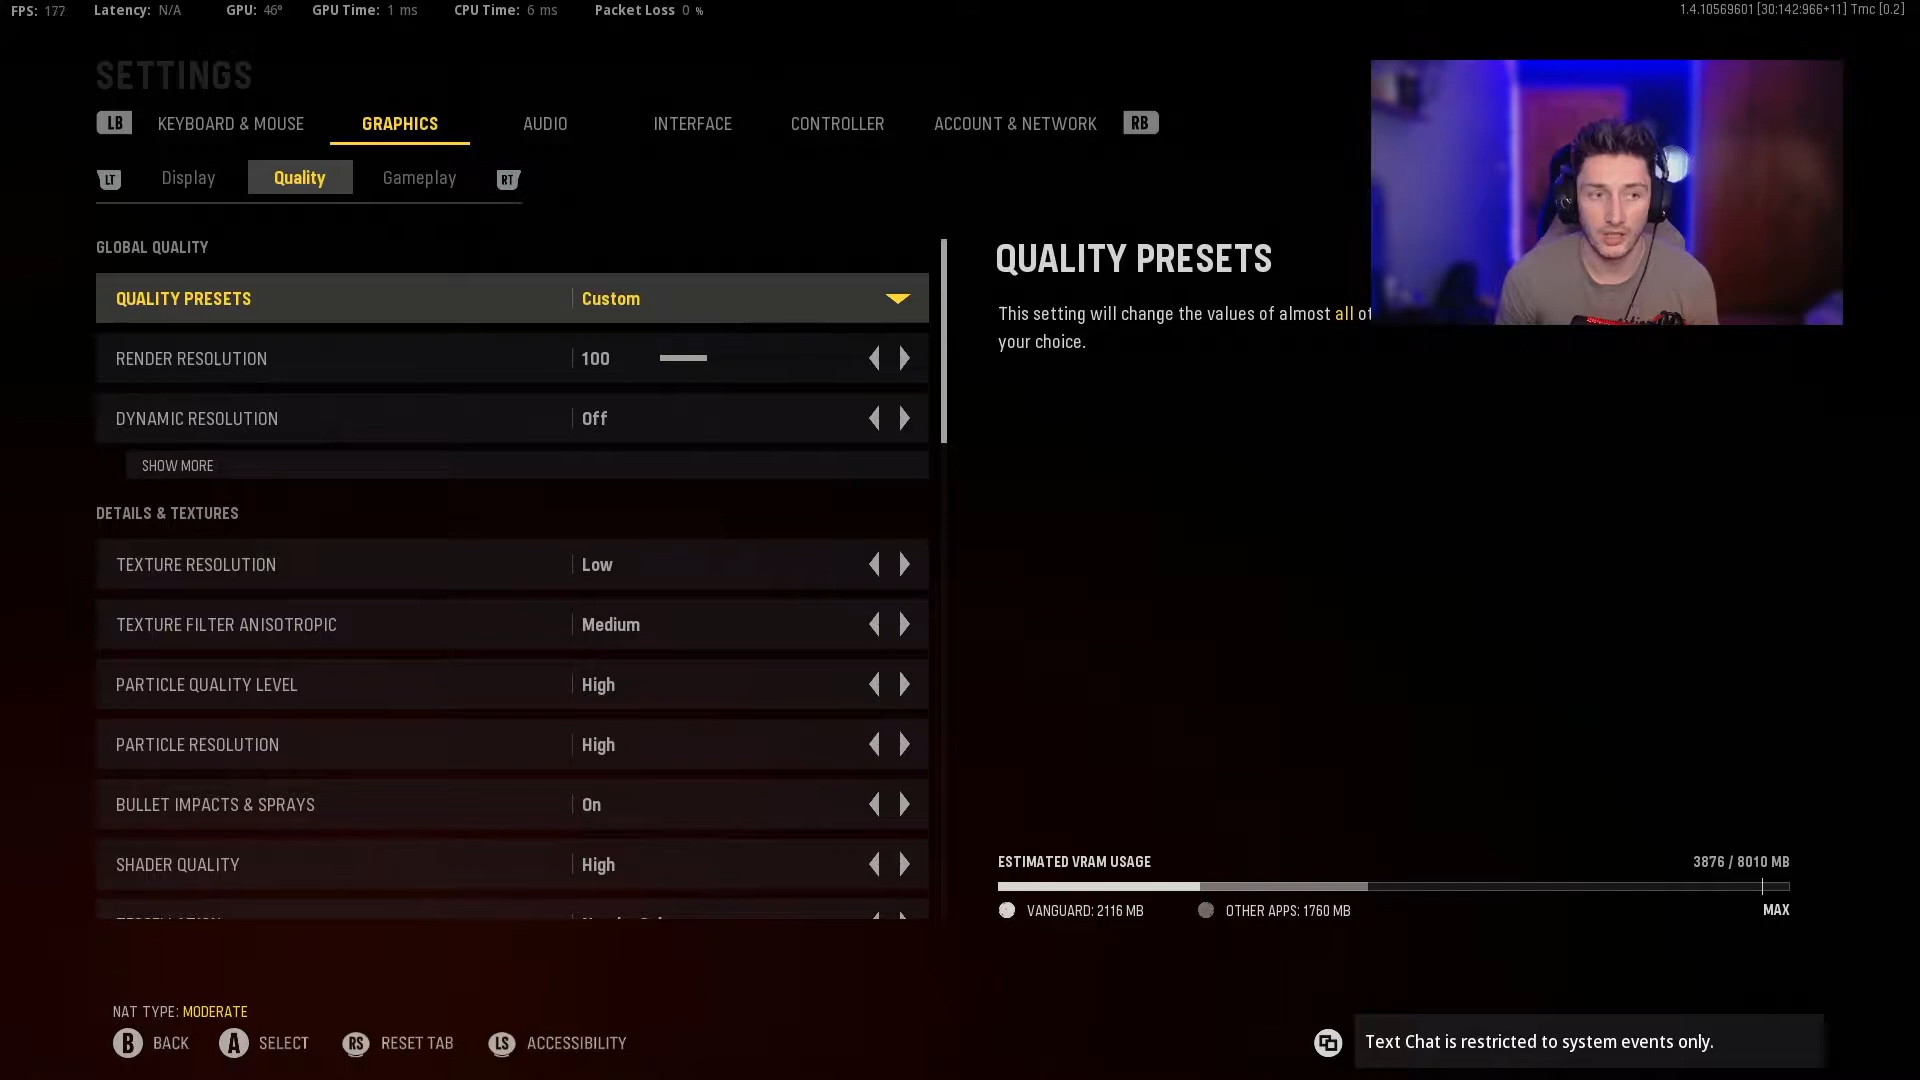 FPS: 177 Latency: N/A GPU: 46° GPU Time: 1 ms CPU Time: 6 ms Packet Loss 0 %
1.4.10569601 [30:142:966+11] Tmc [0.2]
SETTINGS
LB KEYBOARD & MOUSE GRAPHICS AUDIO INTERFACE CONTROLLER ACCOUNT & NETWORK RB
LT Display Quality Gameplay RT
GLOBAL QUALITY
QUALITY PRESETS Custom
RENDER RESOLUTION 100
DYNAMIC RESOLUTION Off
SHOW MORE
DETAILS & TEXTURES
TEXTURE RESOLUTION Low
TEXTURE FILTER ANISOTROPIC Medium
PARTICLE QUALITY LEVEL High
PARTICLE RESOLUTION High
BULLET IMPACTS & SPRAYS On
SHADER QUALITY High
QUALITY PRESETS
This setting will change the values of almost all
your choice.
ESTIMATED VRAM USAGE 3876 / 8010 MB
VANGUARD: 2116 MB OTHER APPS: 1760 MB MAX
NAT TYPE: MODERATE
B BACK A SELECT RS RESET TAB LS ACCESSIBILITY
Text Chat is restricted to system events only.